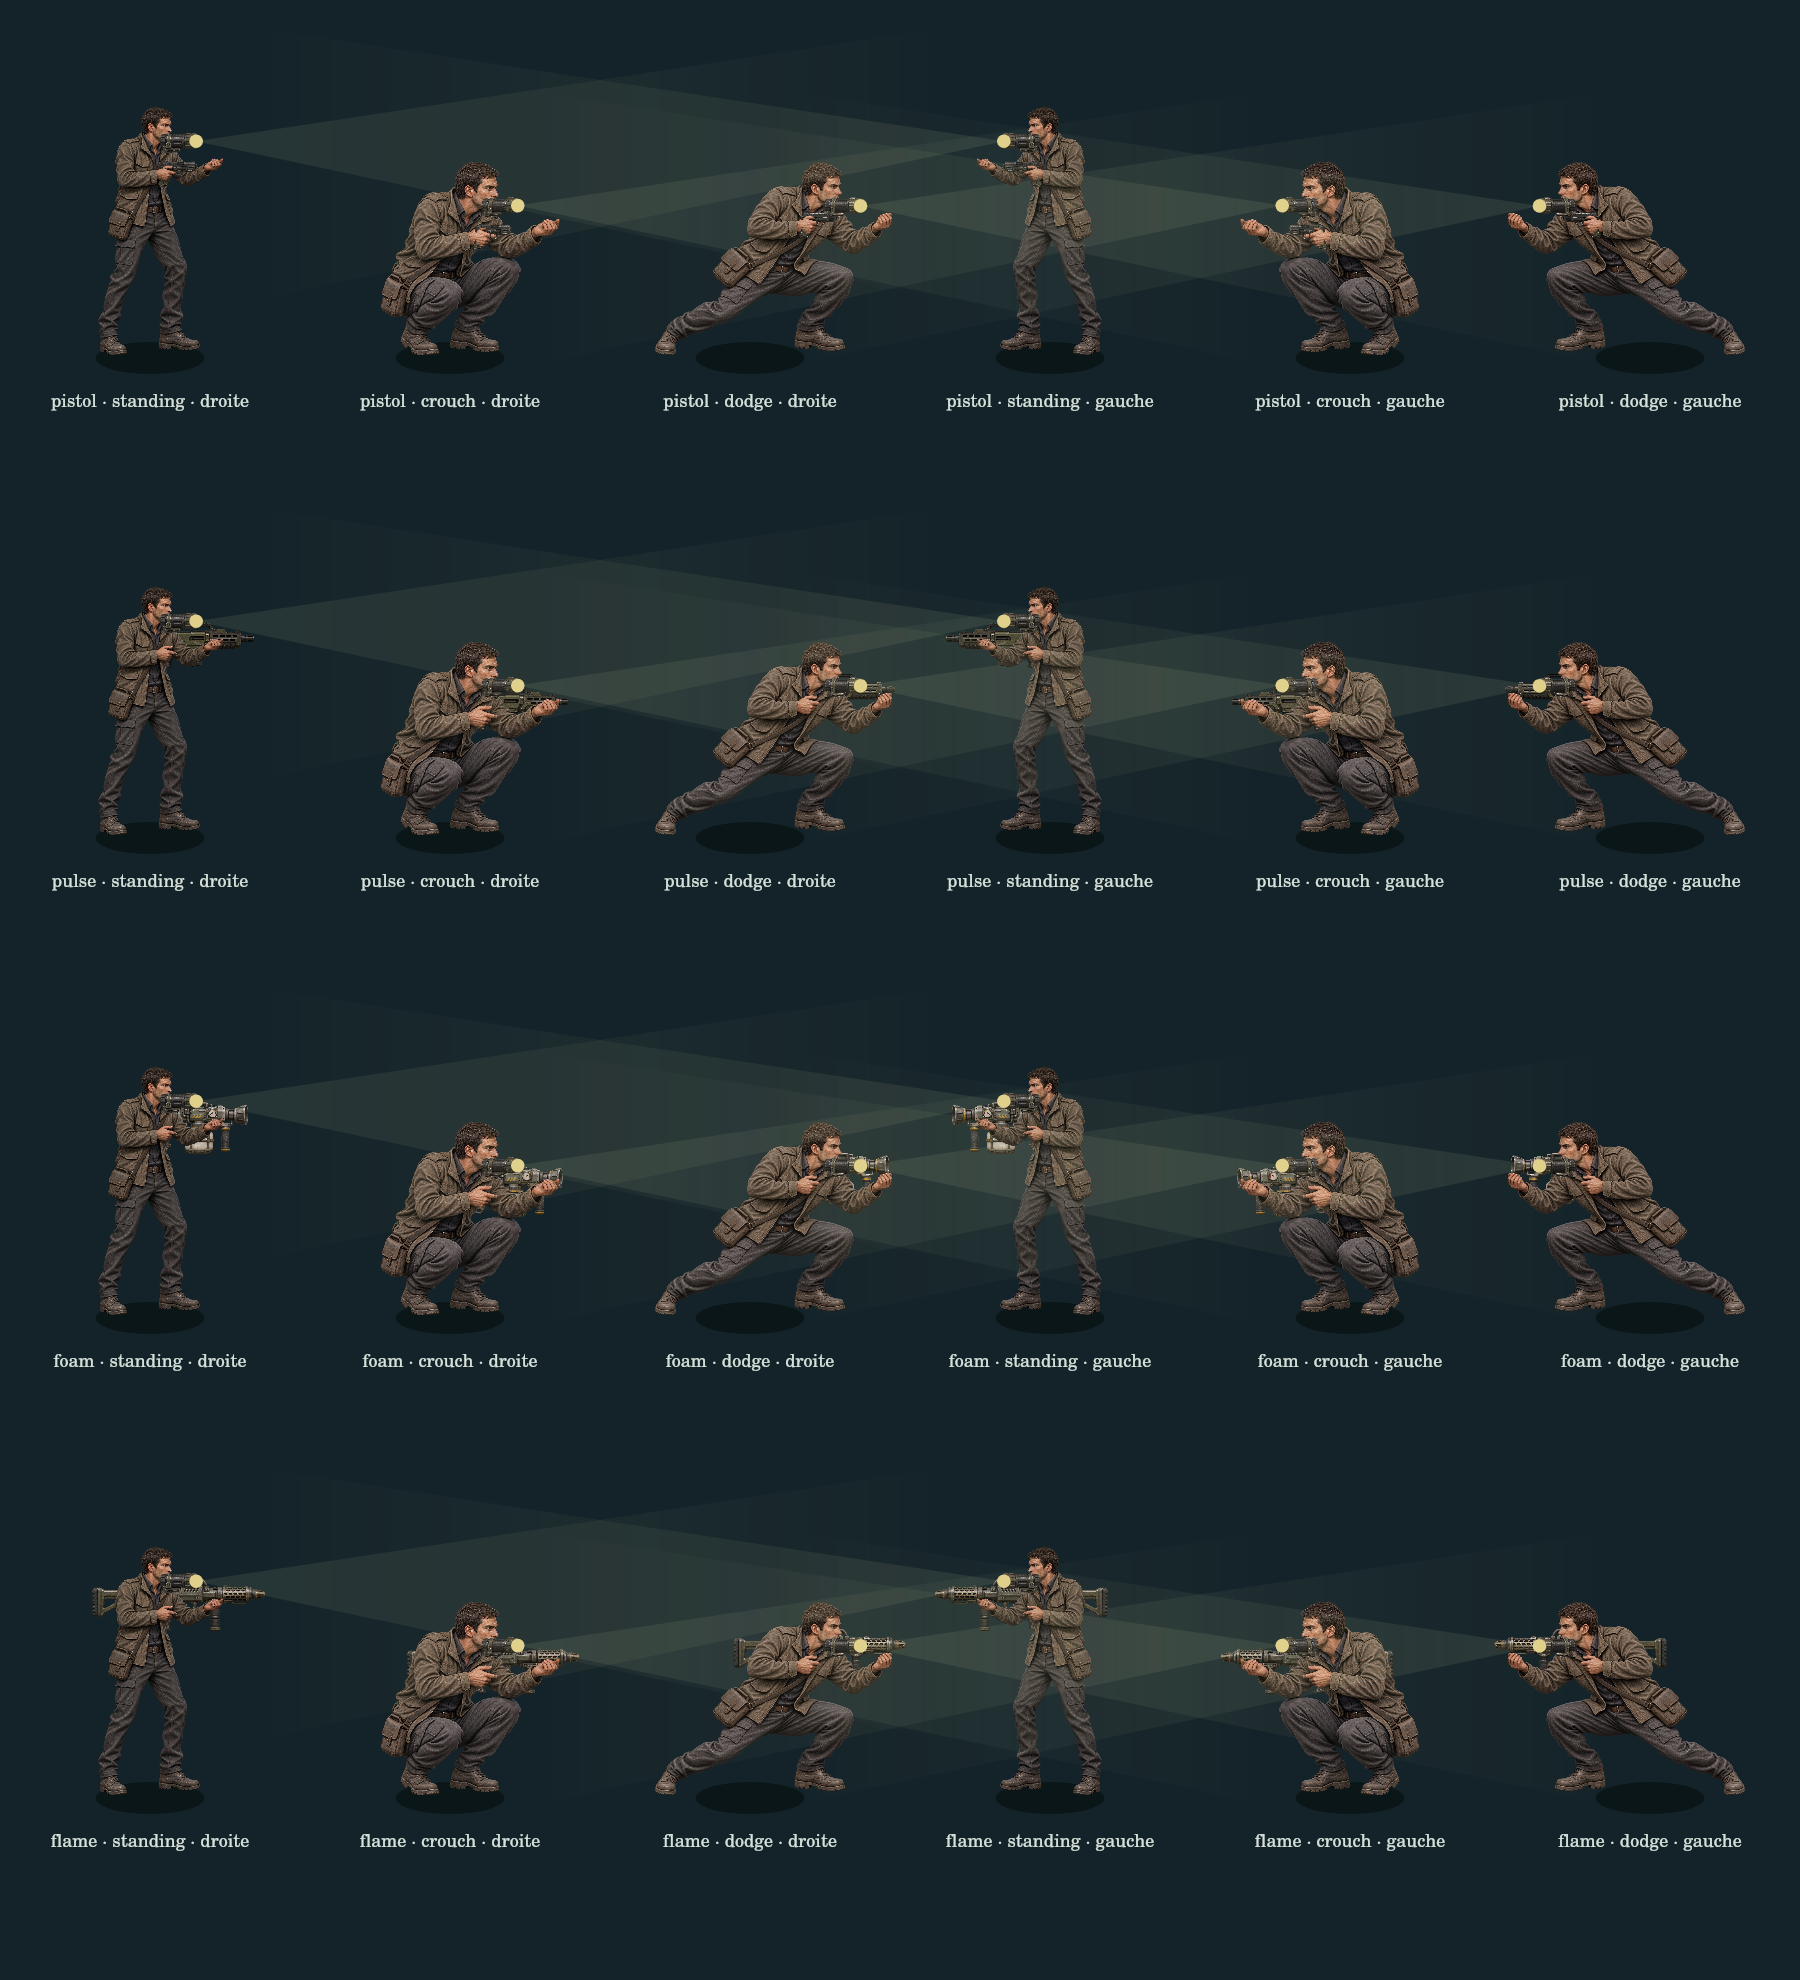 pistol · standing · droite
pistol · crouch · droite
pistol · dodge · droite
pistol · standing · gauche
pistol · crouch · gauche
pistol · dodge · gauche
pulse · standing · droite
pulse · crouch · droite
pulse · dodge · droite
pulse · standing · gauche
pulse · crouch · gauche
pulse · dodge · gauche
foam · standing · droite
foam · crouch · droite
foam · dodge · droite
foam · standing · gauche
foam · crouch · gauche
foam · dodge · gauche
flame · standing · droite
flame · crouch · droite
flame · dodge · droite
flame · standing · gauche
flame · crouch · gauche
flame · dodge · gauche